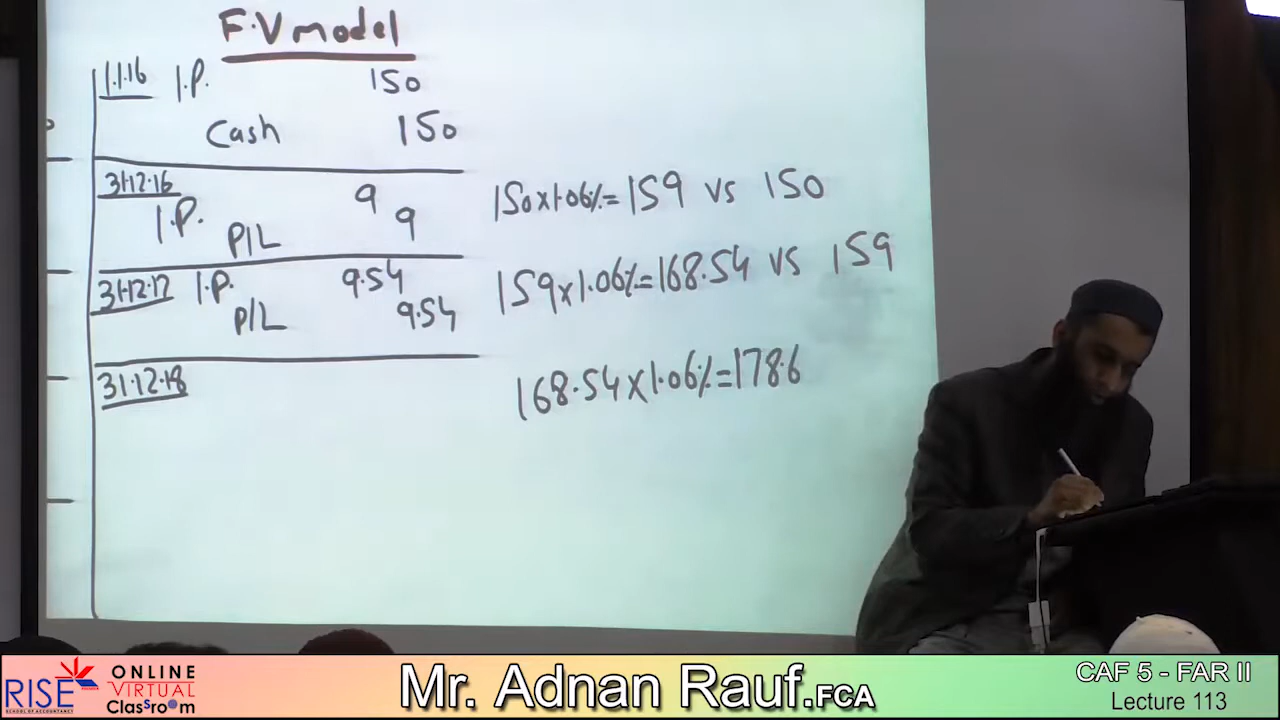 F.V model
1.1.16 I.P. 150
Cash 150
31.12.16 9 150x1.06%=159 vs 150
I.P. 9
P/L
31.12.17 I.P. 9.54 159x1.06%=168.54 vs 159
P/L 9.54
31.12.18 168.54x1.06%=178.6
RISE ONLINE VIRTUAL Classroom
Mr. Adnan Rauf.FCA
CAF 5 - FAR II
Lecture 113